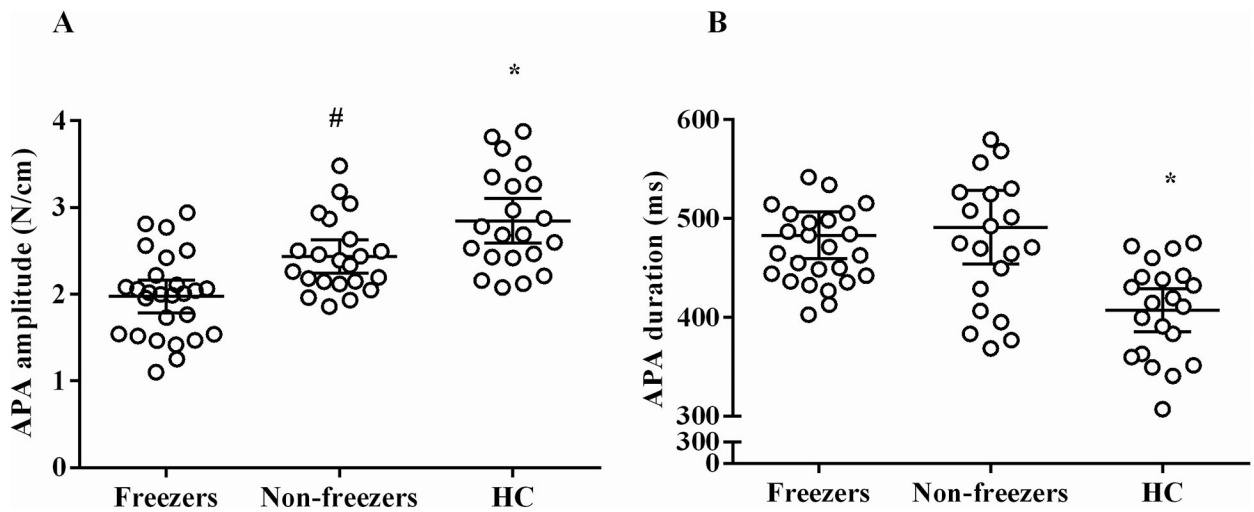 A
APA amplitude (N/cm)
4
3
2
1
0
#
*
Freezers
Non-freezers
HC
B
APA duration (ms)
600
500
400
300
300
0
*
Freezers
Non-freezers
HC